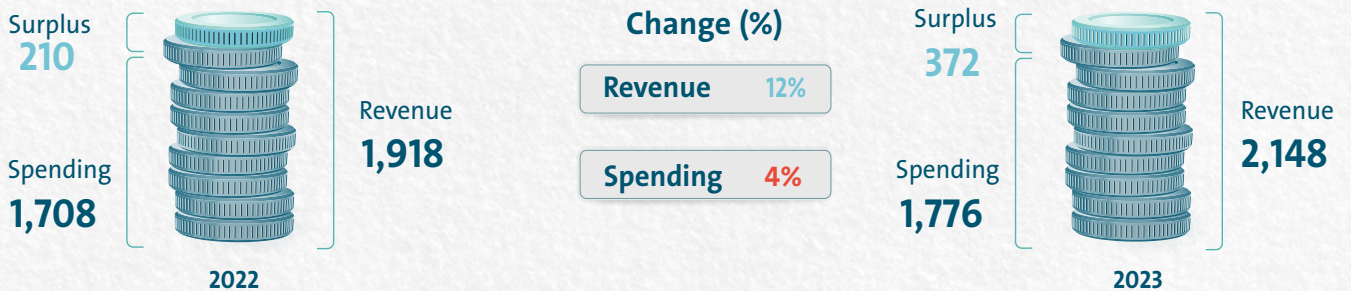 Surplus
210
Spending
1,708
Revenue
1,918
2022
Change (%)
Revenue 12%
Spending 4%
Surplus
372
Spending
1,776
Revenue
2,148
2023